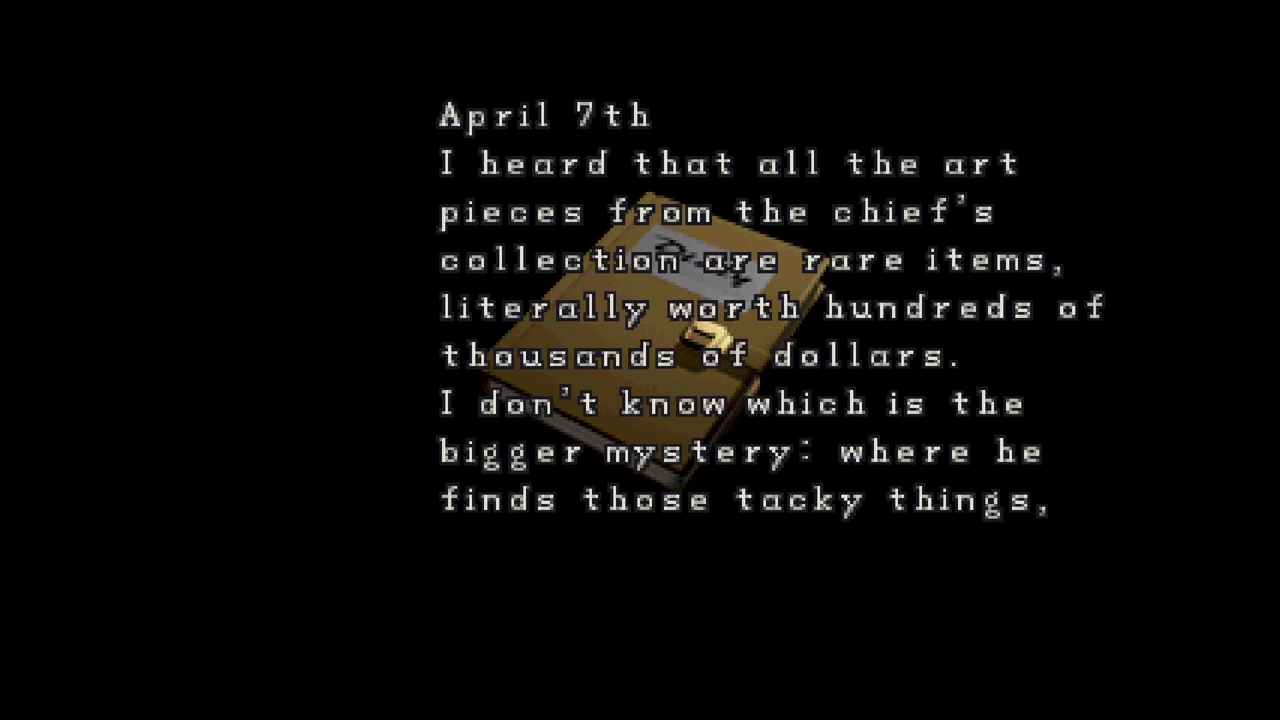 April 7th
I heard that all the art
pieces from the chief's
collection are rare items,
literally worth hundreds of
thousands of dollars.
I don't know which is the
bigger mystery: where he
finds those tacky things,